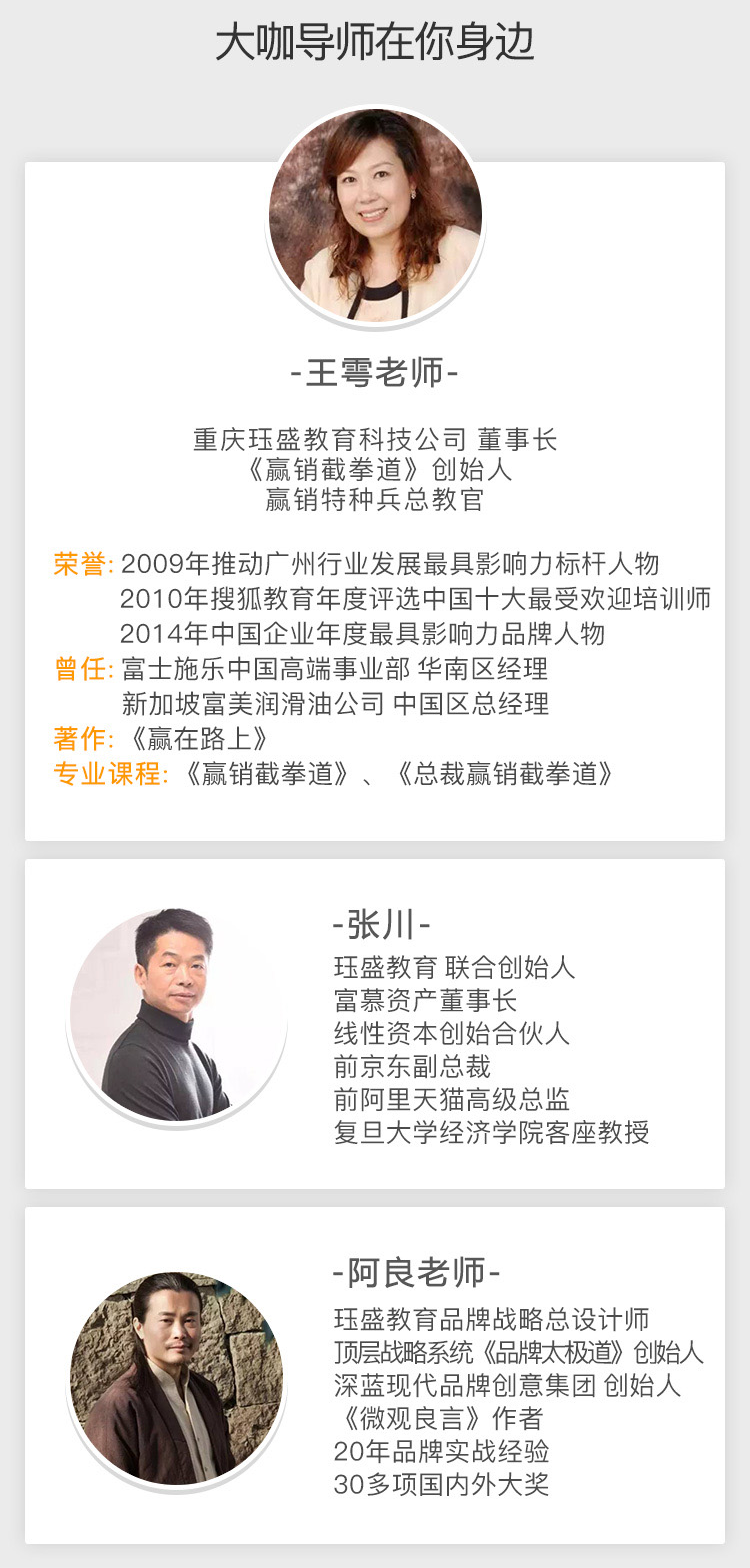 大咖导师在你身边
-王雩老师-
重庆珏盛教育科技公司 董事长
《赢销截拳道》创始人
赢销特种兵总教官
荣誉: 2009年推动广州行业发展最具影响力标杆人物
2010年搜狐教育年度评选中国十大最受欢迎培训师
2014年中国企业年度最具影响力品牌人物
曾任: 富士施乐中国高端事业部 华南区经理
新加坡富美润滑油公司 中国区总经理
著作: 《赢在路上》
专业课程: 《赢销截拳道》、《总裁赢销截拳道》
-张川-
珏盛教育 联合创始人
富慕资产董事长
线性资本创始合伙人
前京东副总裁
前阿里天猫高级总监
复旦大学经济学院客座教授
-阿良老师-
珏盛教育品牌战略总设计师
顶层战略系统《品牌太极道》创始人
深蓝现代品牌创意集团 创始人
《微观良言》作者
20年品牌实战经验
30多项国内外大奖